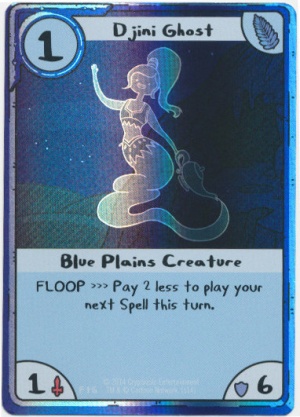 1
Djini Ghost
Blue Plains Creature
FLOOP >>> Pay 2 less to play your
next Spell this turn.
1
6